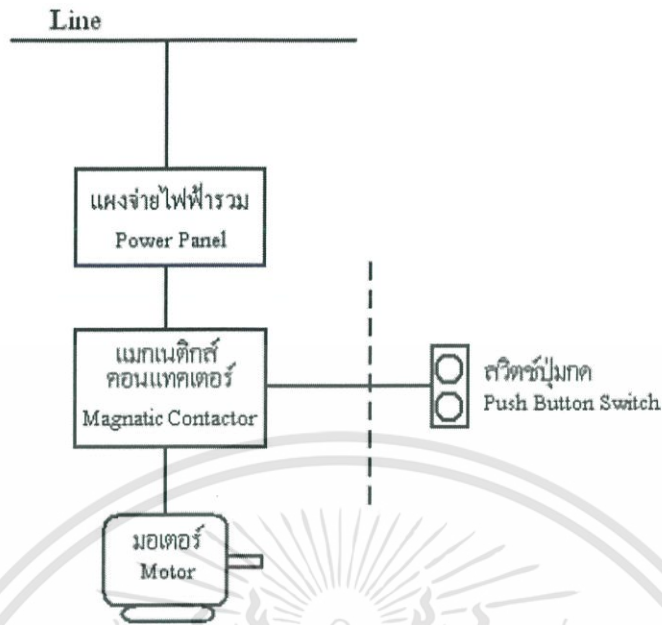 Line
แผงจ่ายไฟฟ้ารวม
Power Panel
แมกเนติกส์
คอนแทคเตอร์
Magnatic Contactor
สวิตช์ปุ่มกด
Push Button Switch
มอเตอร์
Motor